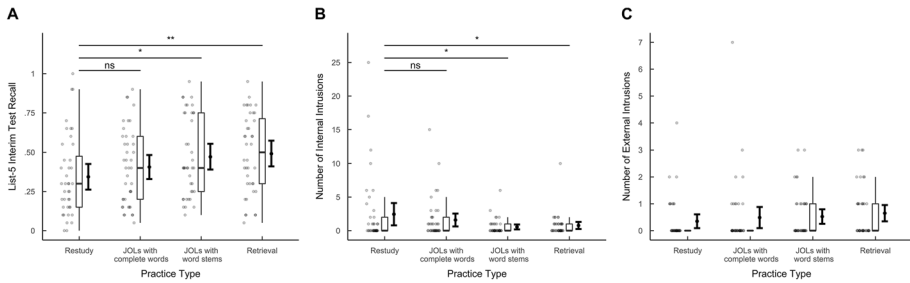 A
B
C
**
*
ns
List-5 Interim Test Recall
1
.75
.50
.25
0
Restudy
JOLs with
complete words
JOLs with
word stems
Retrieval
Practice Type
*
*
ns
Number of Internal Intrusions
25
20
15
10
5
0
Restudy
JOLs with
complete words
JOLs with
word stems
Retrieval
Practice Type
Number of External Intrusions
7
6
5
4
3
2
1
0
Restudy
JOLs with
complete words
JOLs with
word stems
Retrieval
Practice Type